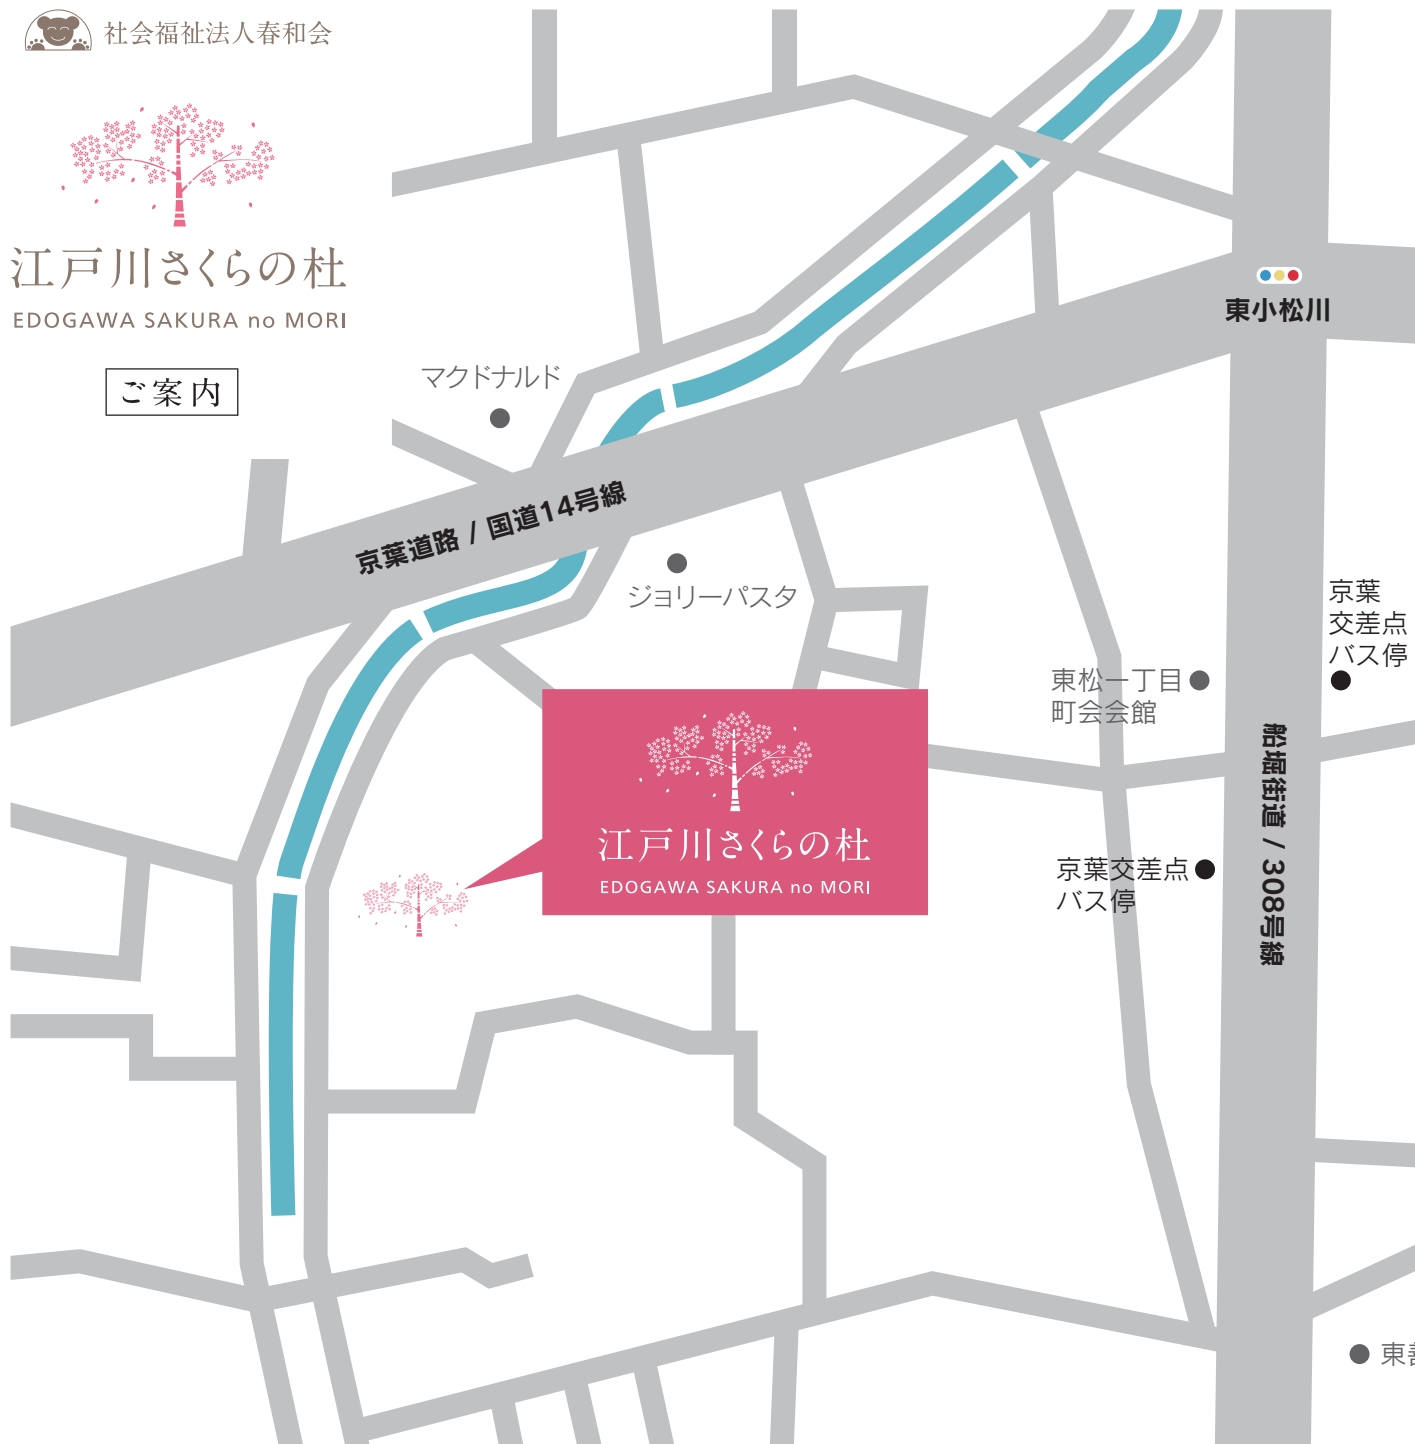 社会福祉法人春和会
江戸川さくらの杜
EDOGAWA SAKURA no MORI
ご案内
東小松川
マクドナルド
京葉道路 / 国道14号線
ジョリーパスタ
京葉
交差点
バス停
東松一丁目
町会会館
船堀街道 / 308号線
江戸川さくらの杜
EDOGAWA SAKURA no MORI
京葉交差点
バス停
東